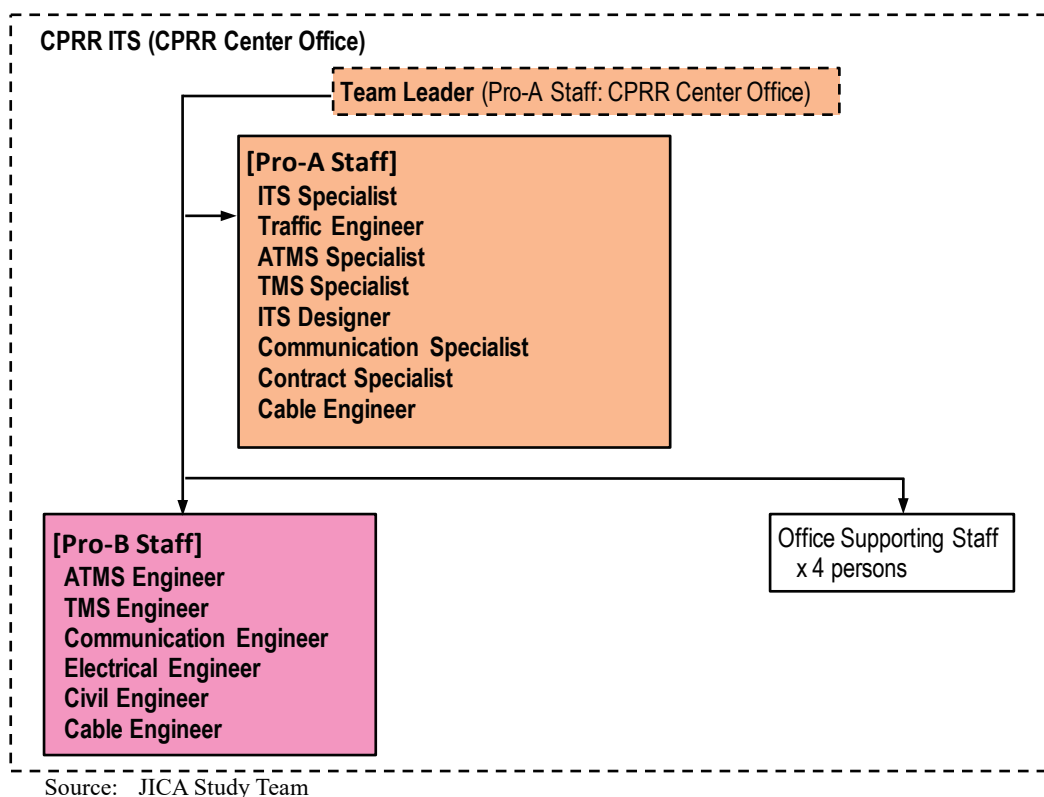 CPRR ITS (CPRR Center Office)
Team Leader (Pro-A Staff: CPRR Center Office)
[Pro-A Staff]
ITS Specialist
Traffic Engineer
ATMS Specialist
TMS Specialist
ITS Designer
Communication Specialist
Contract Specialist
Cable Engineer
[Pro-B Staff]
ATMS Engineer
TMS Engineer
Communication Engineer
Electrical Engineer
Civil Engineer
Cable Engineer
Office Supporting Staff
x 4 persons
Source: JICA Study Team